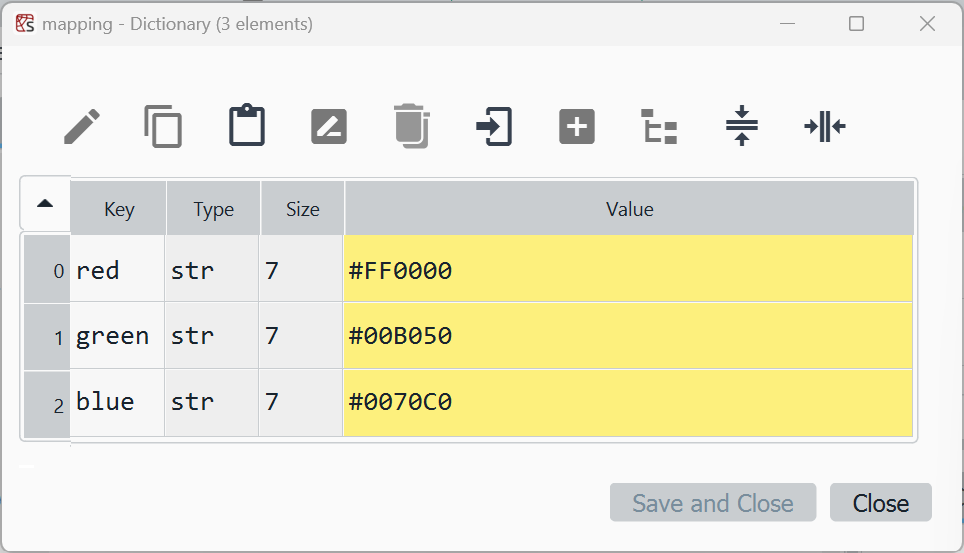 mapping - Dictionary (3 elements)
Key Type Size Value
0 red str 7 #FF0000
1 green str 7 #00B050
2 blue str 7 #0070C0
Save and Close Close